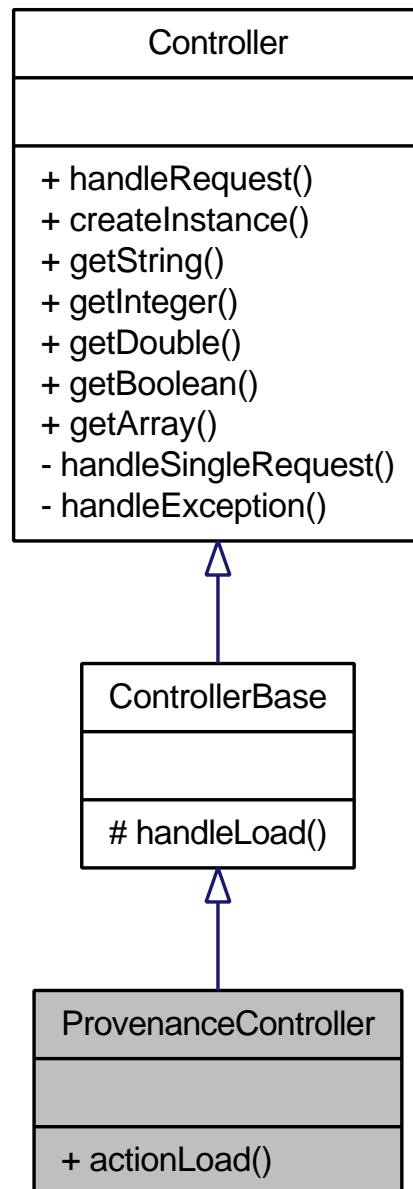 Controller
+ handleRequest()
+ createInstance()
+ getString()
+ getInteger()
+ getDouble()
+ getBoolean()
+ getArray()
- handleSingleRequest()
- handleException()
ControllerBase
# handleLoad()
ProvenanceController
+ actionLoad()